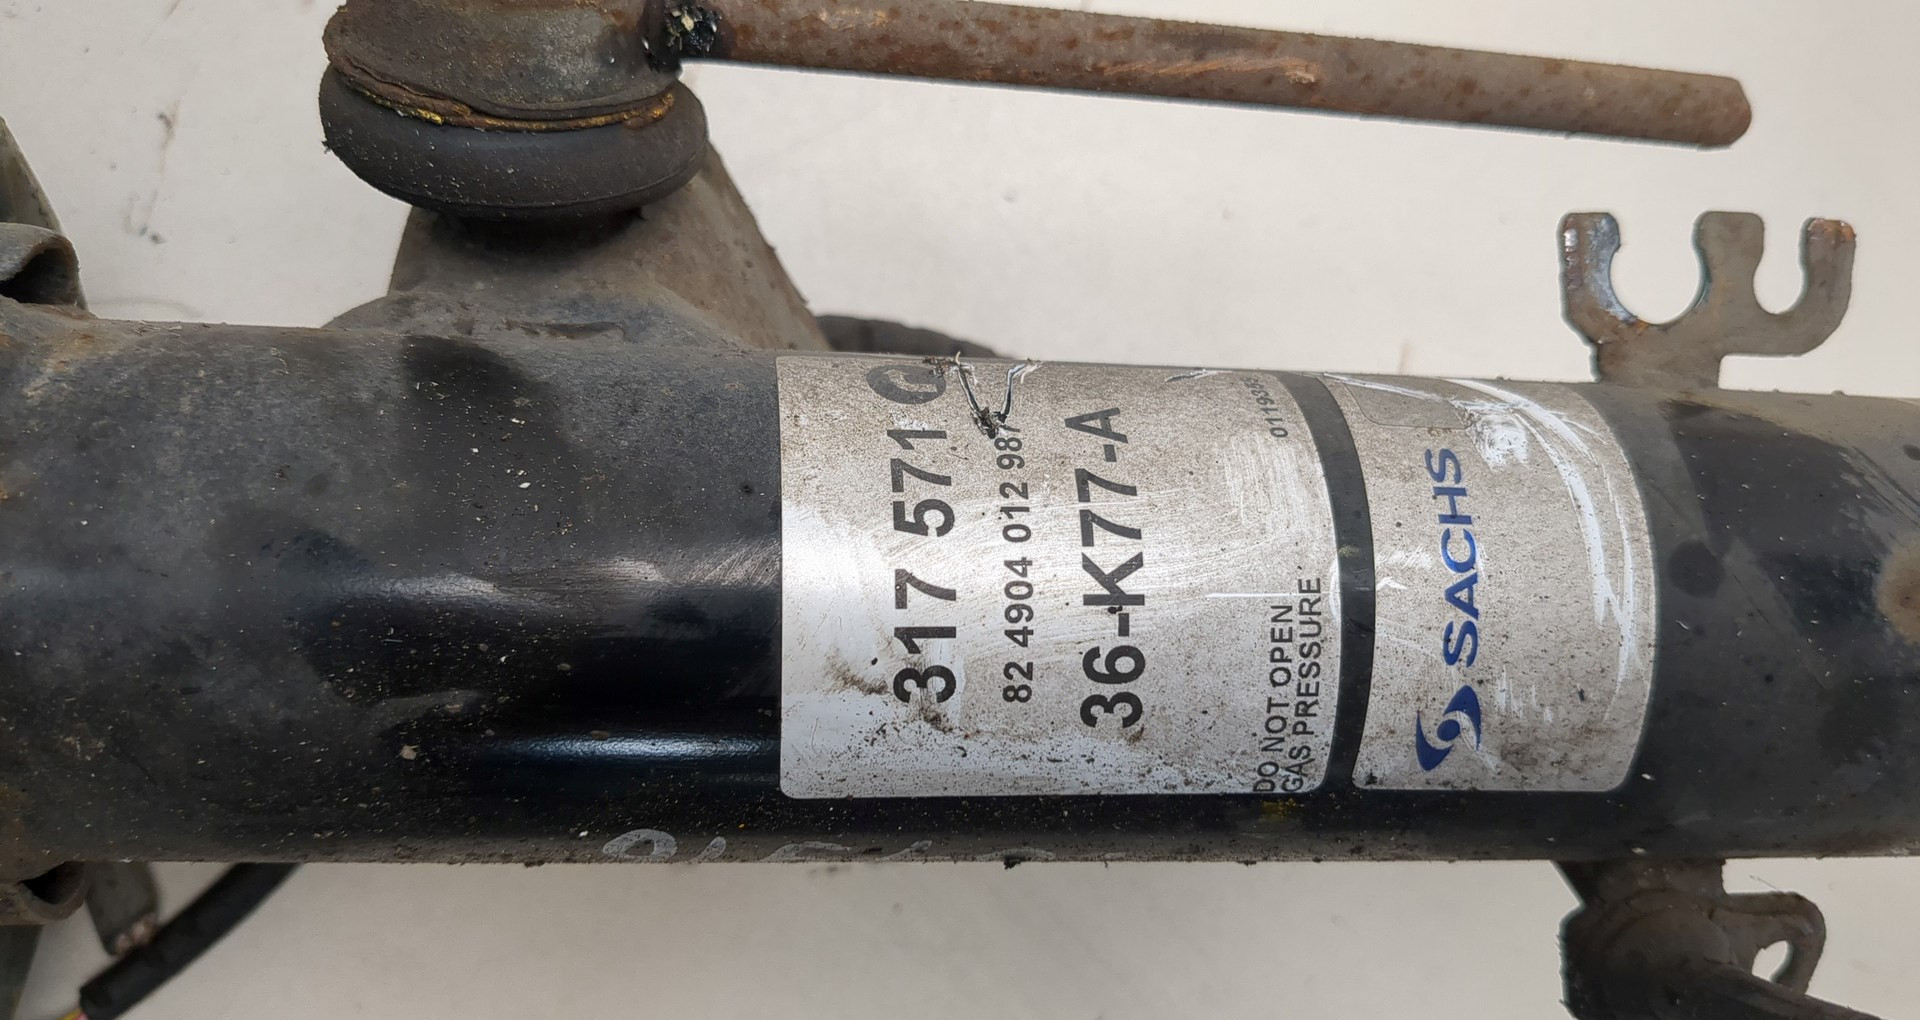 317 571
82 4904 012 987
36-K77-A
DO NOT OPEN
GAS PRESSURE
SACHS